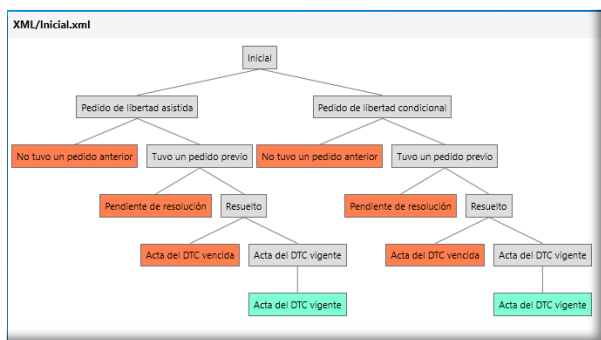 XML/Inicial.xml
Inicial
Pedido de libertad asistida
Pedido de libertad condicional
No tuvo un pedido anterior
Tuvo un pedido previo
No tuvo un pedido anterior
Tuvo un pedido previo
Pendiente de resolución
Resuelto
Pendiente de resolución
Resuelto
Acta del DTC vencida
Acta del DTC vigente
Acta del DTC vencida
Acta del DTC vigente
Acta del DTC vigente
Acta del DTC vigente